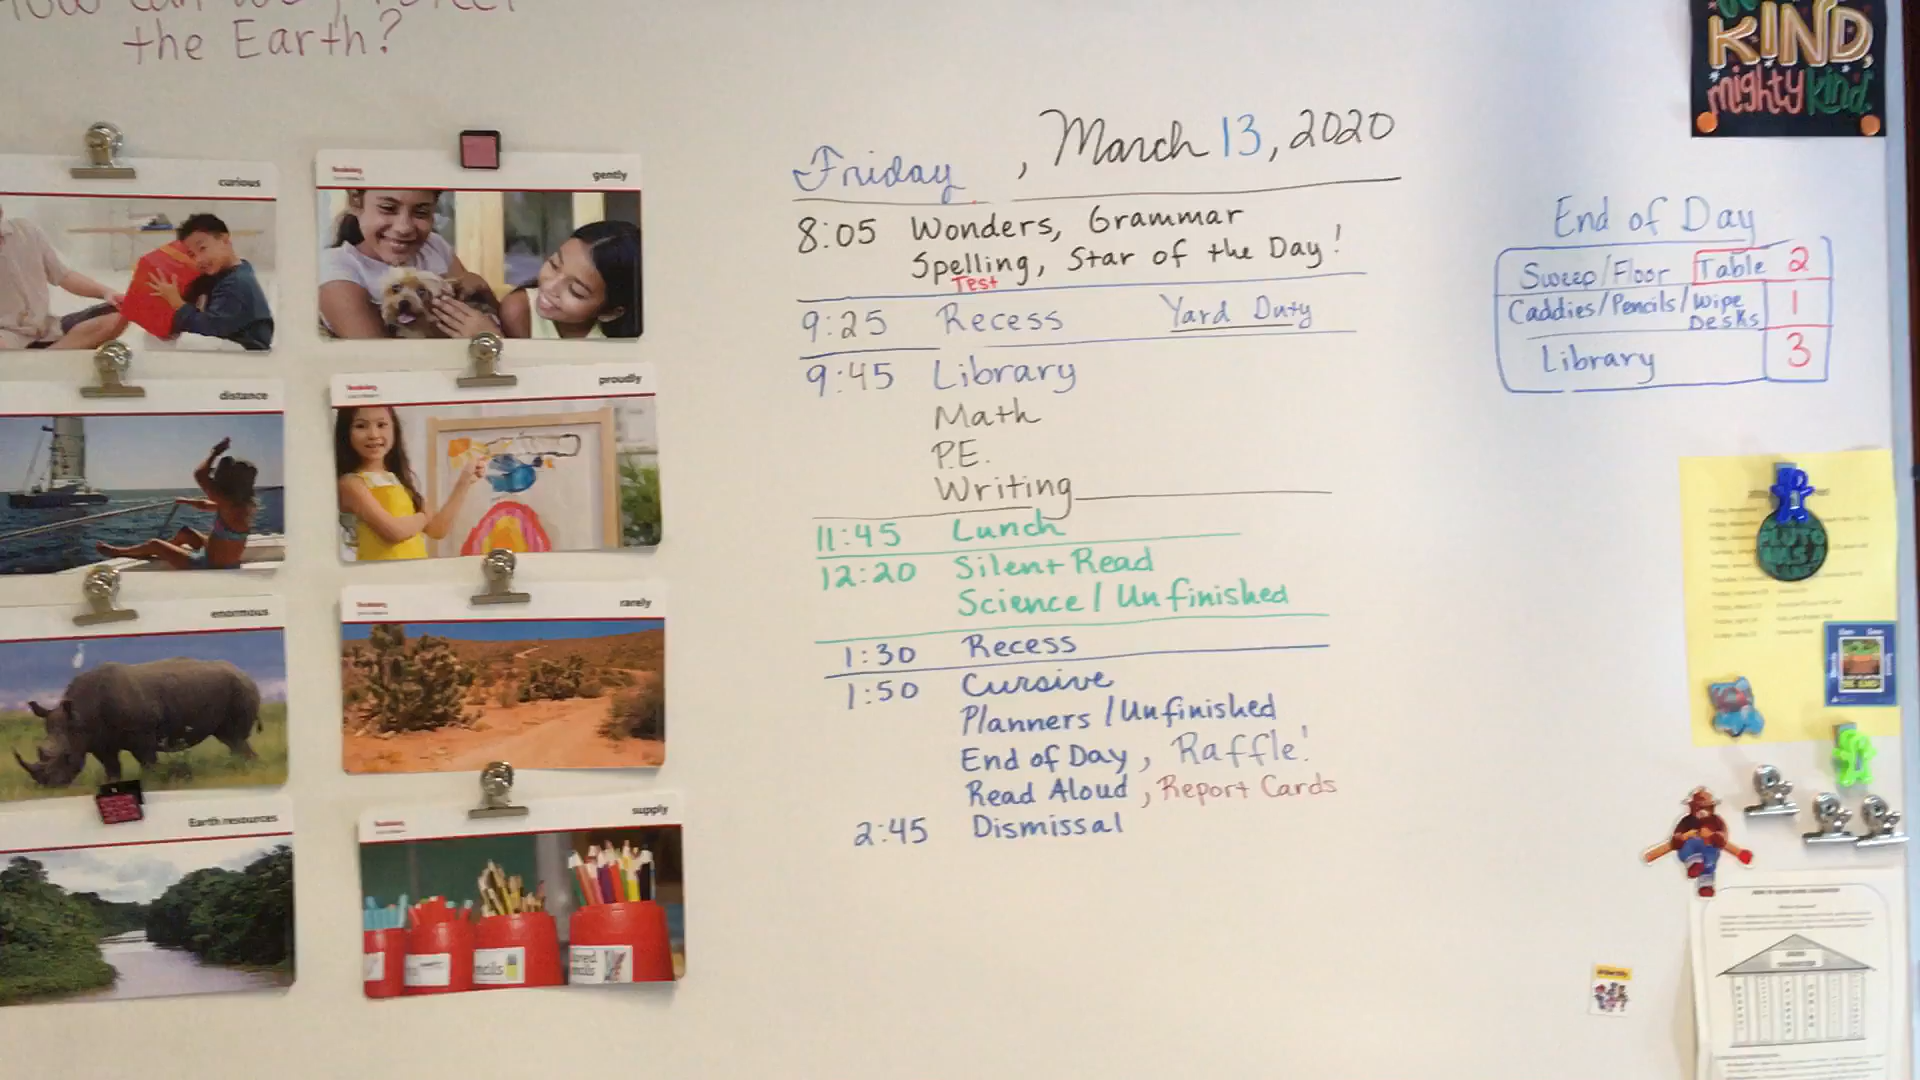 the Earth?
curious
gently
distance
proudly
enormous
rarely
Earth resources
supply
Friday, March 13, 2020
8:05 Wonders, Grammar
Spelling, Star of the Day!
Test
9:25 Recess Yard Duty
9:45 Library
Math
P.E.
Writing
11:45 Lunch
12:20 Silent Read
Science/Unfinished
1:30 Recess
1:50 Cursive
Planners/Unfinished
End of Day, Raffle!
Read Aloud, Report Cards
2:45 Dismissal
KIND,
mighty kind.
End of Day
Sweep/Floor Table 2
Caddies/Pencils/Wipe 1
Desks
Library 3
PLUTO
WAS A